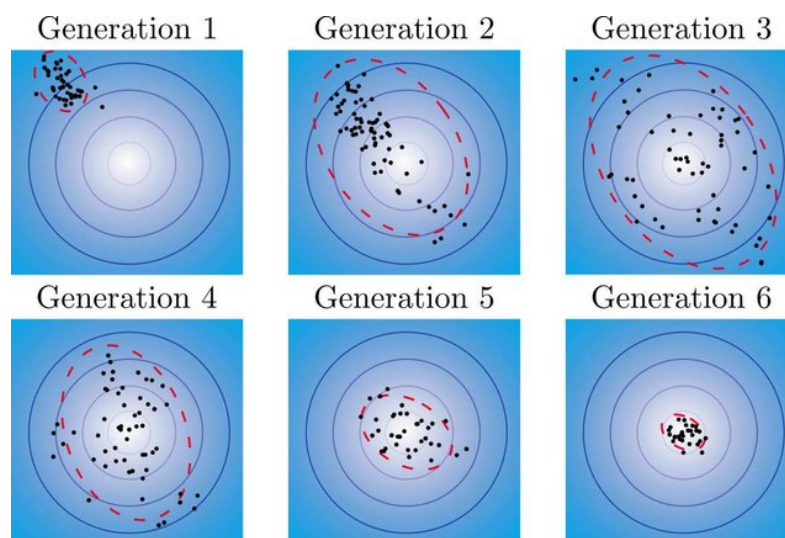 Generation 1
Generation 2
Generation 3
Generation 4
Generation 5
Generation 6